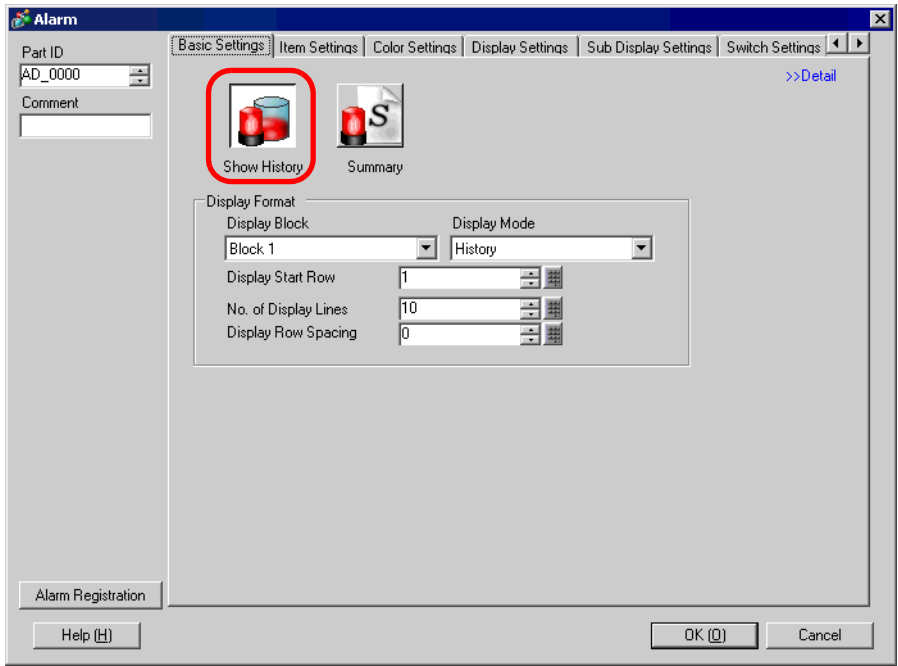 Alarm
Part ID
AD_0000
Comment
Basic Settings Item Settings Color Settings Display Settings Sub Display Settings Switch Settings
>>Detail
S
Show History Summary
Display Format
Display Block Display Mode
Block 1 History
Display Start Row 1
No. of Display Lines 10
Display Row Spacing 0
Alarm Registration
Help (H) OK (O) Cancel